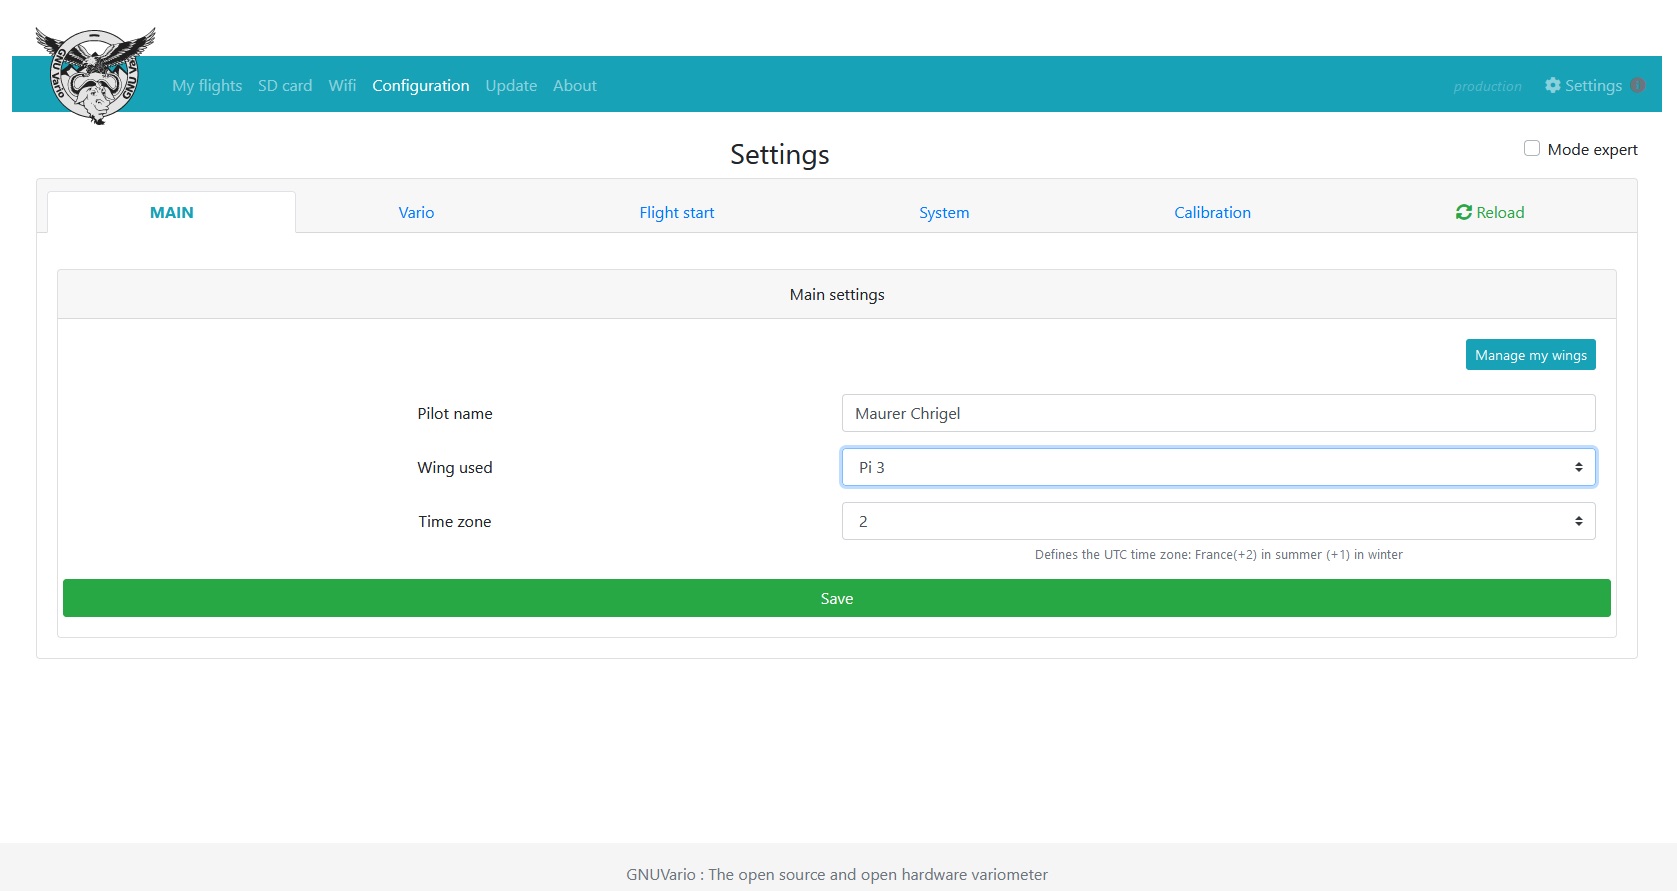 GNU Vario GNU Vario
My flights SD card Wifi Configuration Update About production Settings
Settings
Mode expert
MAIN Vario Flight start System Calibration Reload
Main settings
Manage my wings
Pilot name Maurer Chrigel
Wing used Pi 3
Time zone 2
Defines the UTC time zone: France(+2) in summer (+1) in winter
Save
GNUVario : The open source and open hardware variometer